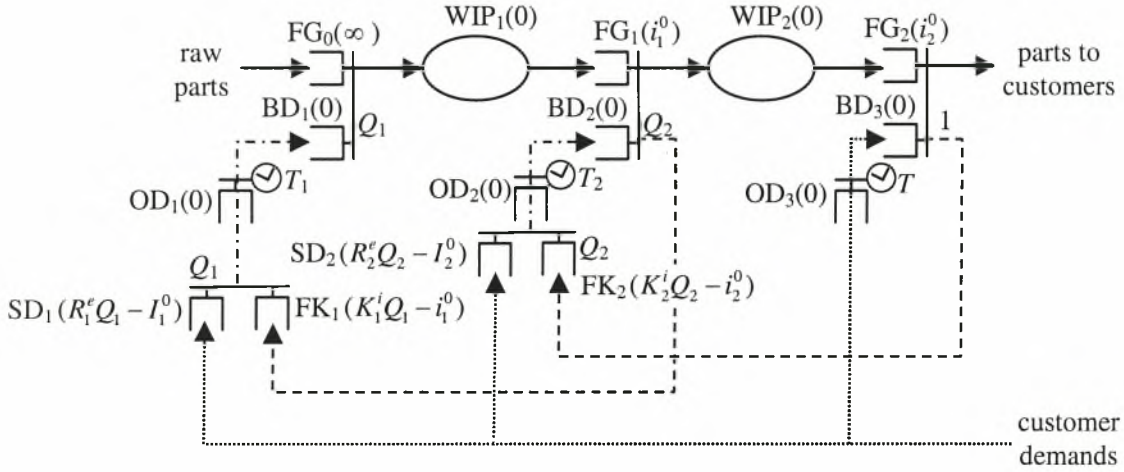 WIP₁(0) WIP₂(0)
raw parts FG₀(∞) FG₁(i₁⁰) FG₂(i₂⁰) parts to customers
BD₁(0) BD₂(0) BD₃(0)
Q₁ Q₂ 1
T₁ T₂ T
OD₁(0) OD₂(0) OD₃(0)
SD₂(R₂ᵉQ₂ – I₂⁰) Q₂
Q₁ FK₂(K₂ⁱQ₂ – i₂⁰)
SD₁(R₁ᵉQ₁ – I₁⁰) FK₁(K₁ⁱQ₁ – i₁⁰)
customer
demands